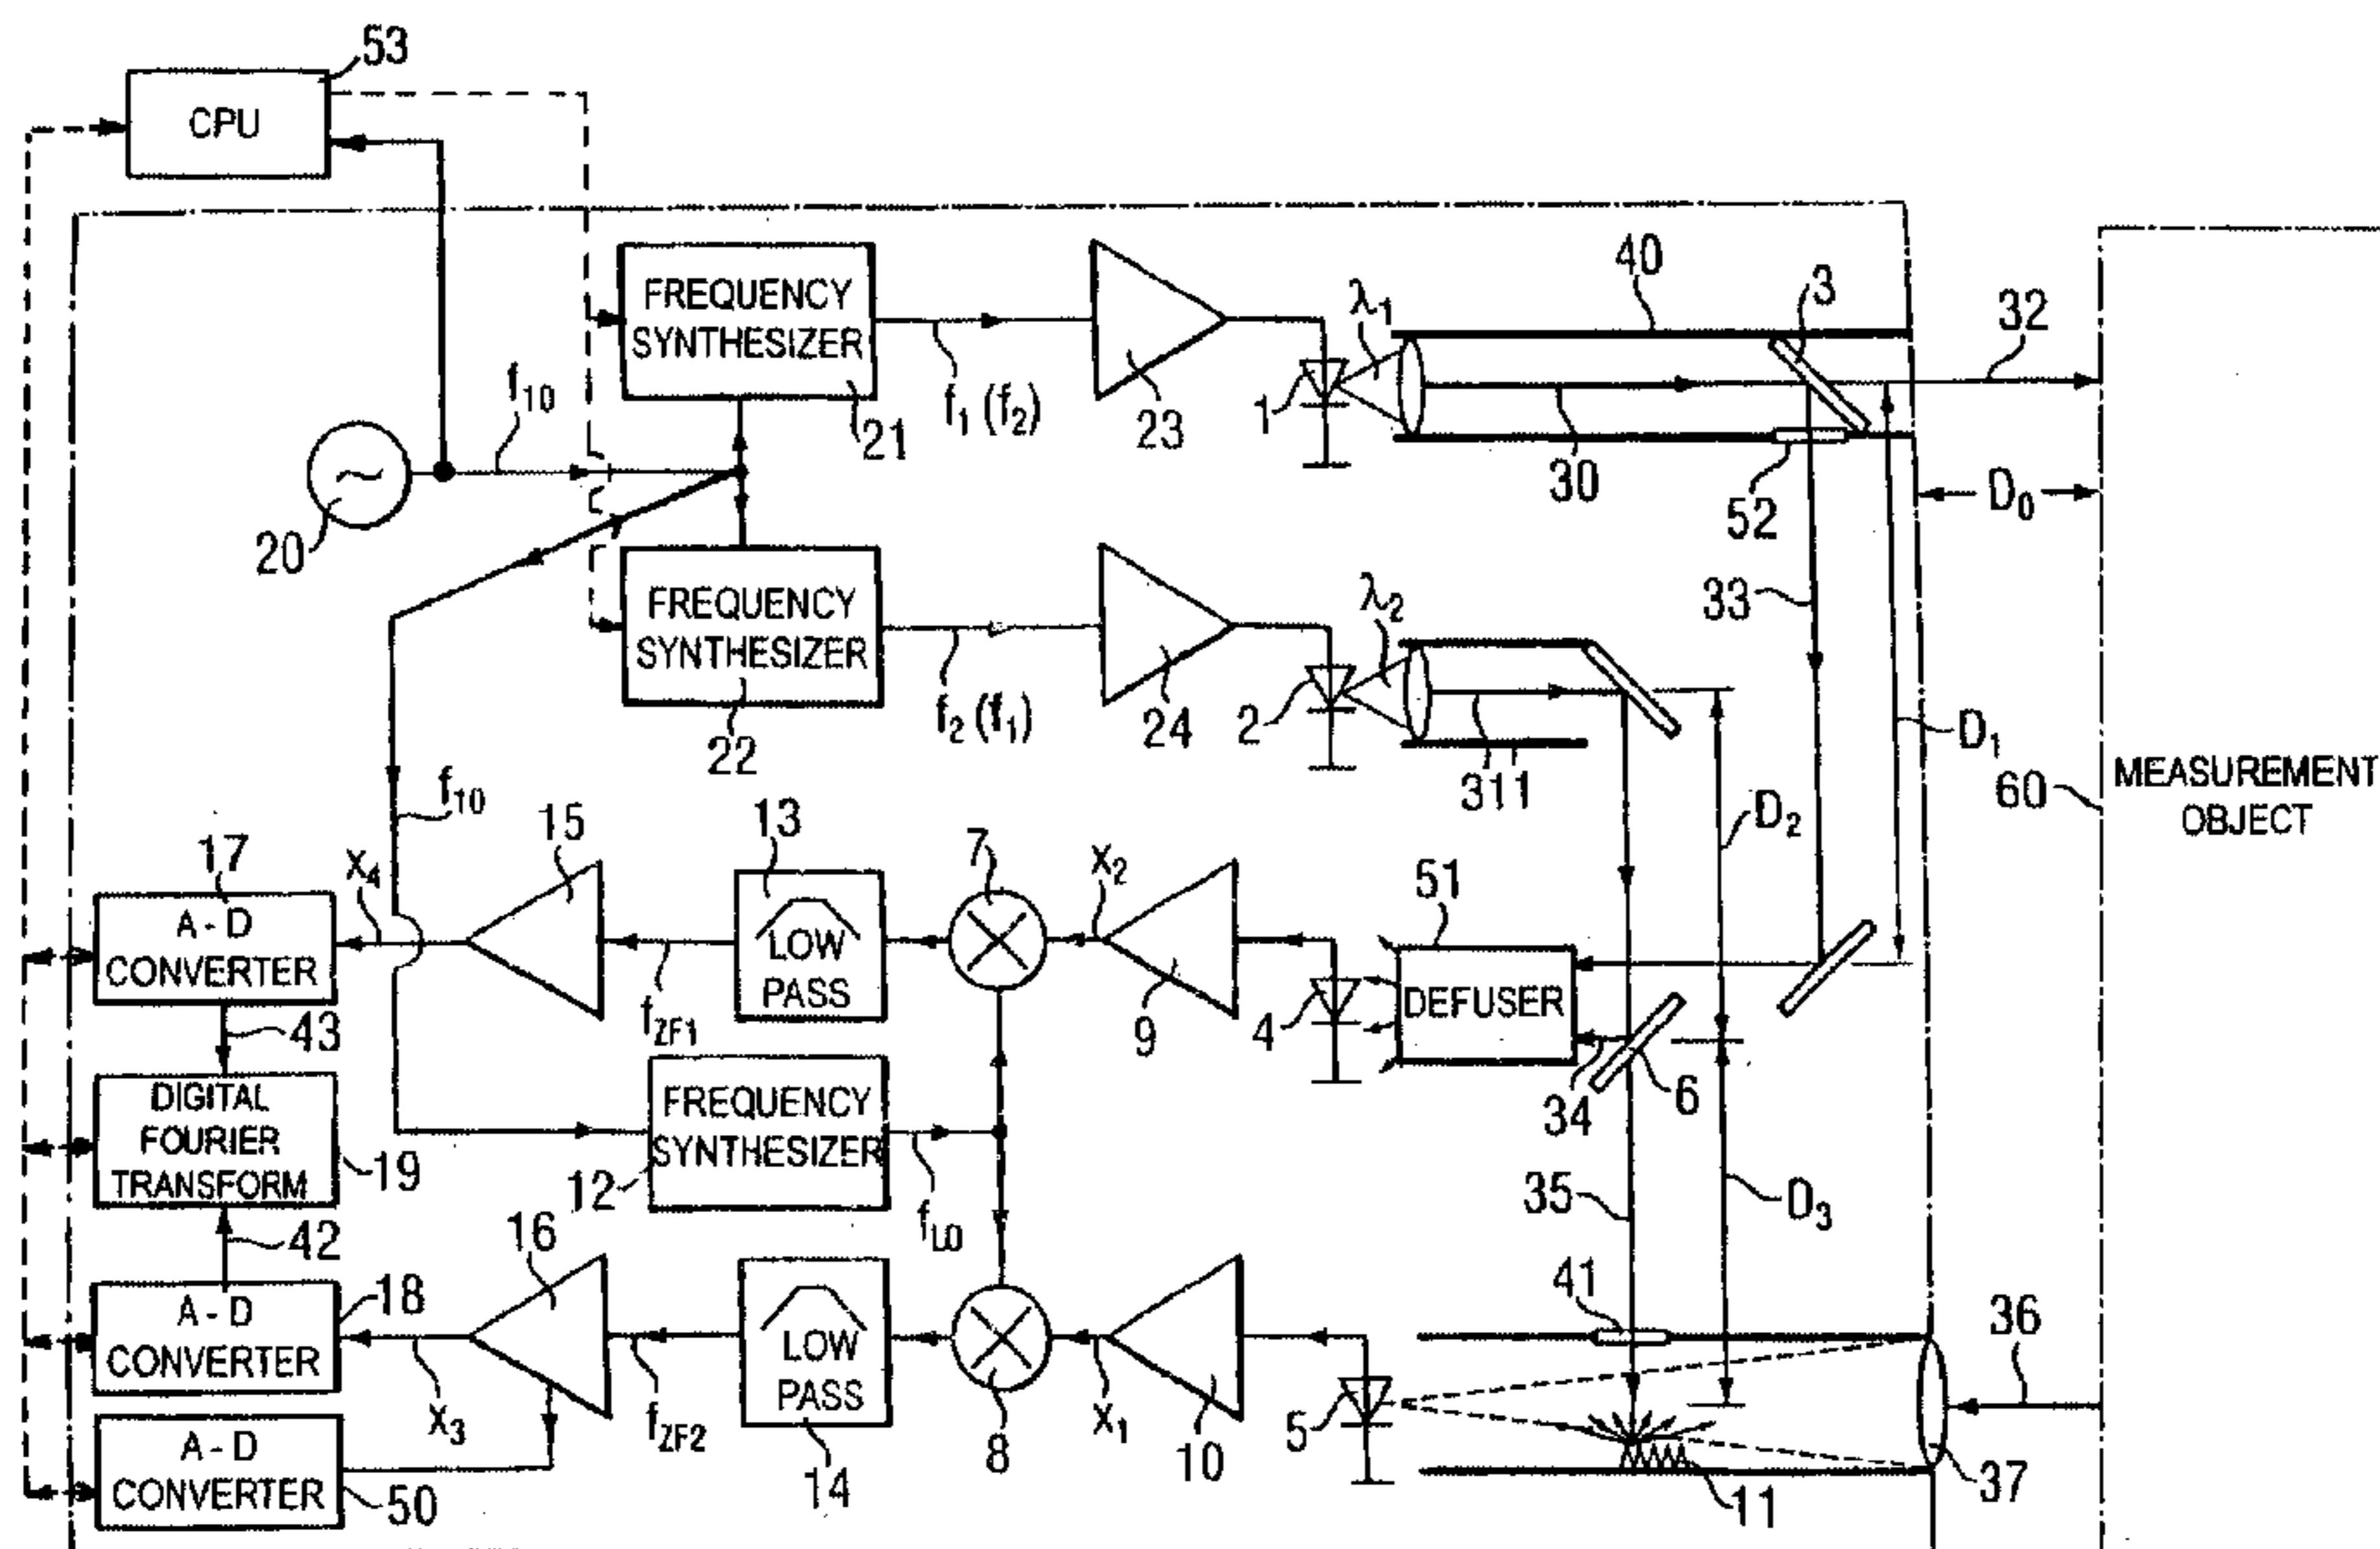 53
CPU
FREQUENCY
SYNTHESIZER
21
f10
20
f1 (f2)
23
λ1
1
40
3
32
30
52
D0
33
FREQUENCY
SYNTHESIZER
22
f2 (f1)
24
λ2
2
311
D1
D2
60
MEASUREMENT
OBJECT
f10
17
A-D
CONVERTER
X4
15
13
LOW
PASS
fZF1
7
X2
9
4
51
DEFUSER
34
6
43
DIGITAL
FOURIER
TRANSFORM
19
42
FREQUENCY
SYNTHESIZER
12
fLO
35
D3
41
36
18
A-D
CONVERTER
X3
16
fZF2
LOW
PASS
14
8
X1
10
5
11
37
A-D
CONVERTER
50